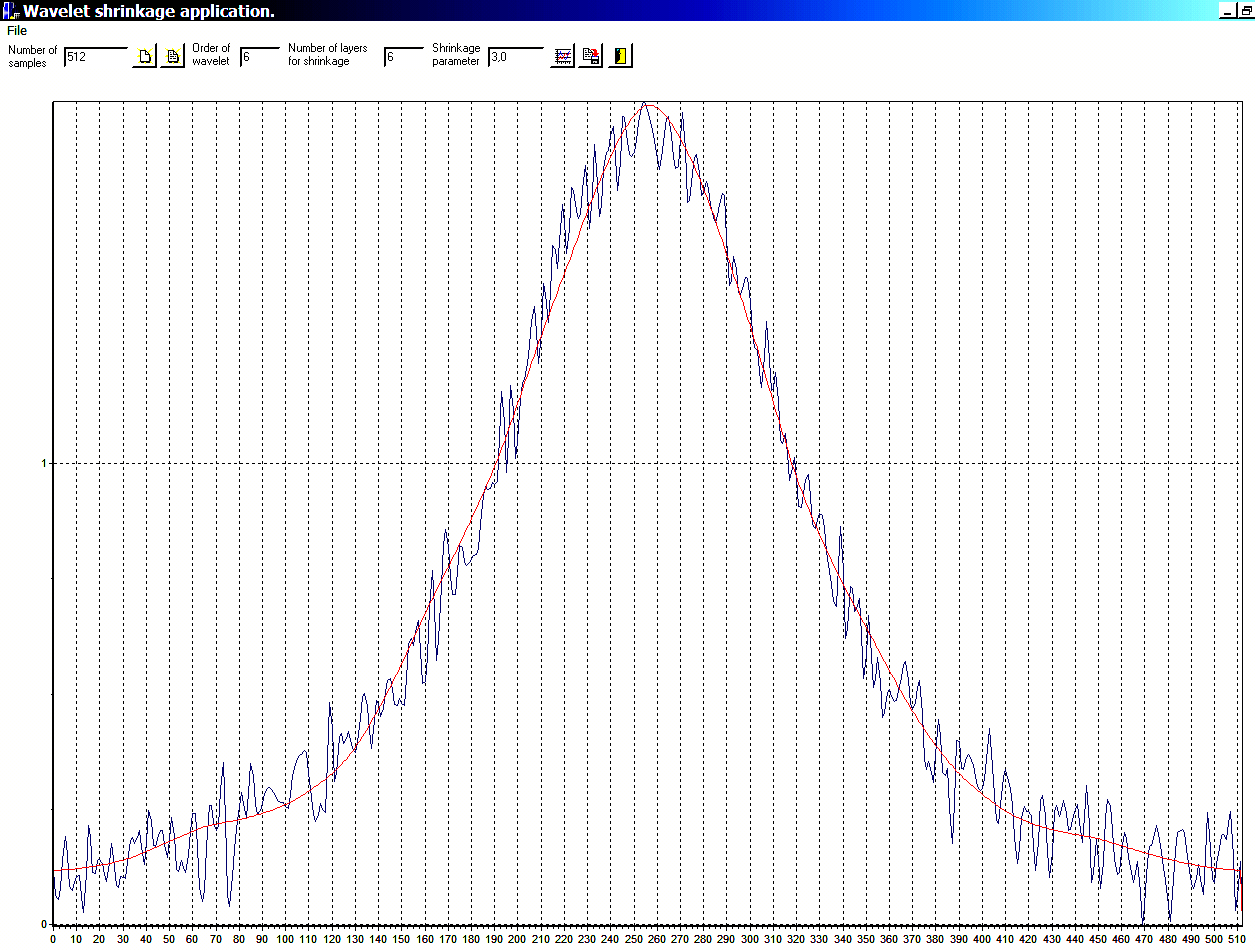 Wavelet shrinkage application.
File
Number of samples 512 Order of wavelet 6 Number of layers for shrinkage 6 Shrinkage parameter 3,0
1
0
0 10 20 30 40 50 60 70 80 90 100 110 120 130 140 150 160 170 180 190 200 210 220 230 240 250 260 270 280 290 300 310 320 330 340 350 360 370 380 390 400 410 420 430 440 450 460 470 480 490 500 510